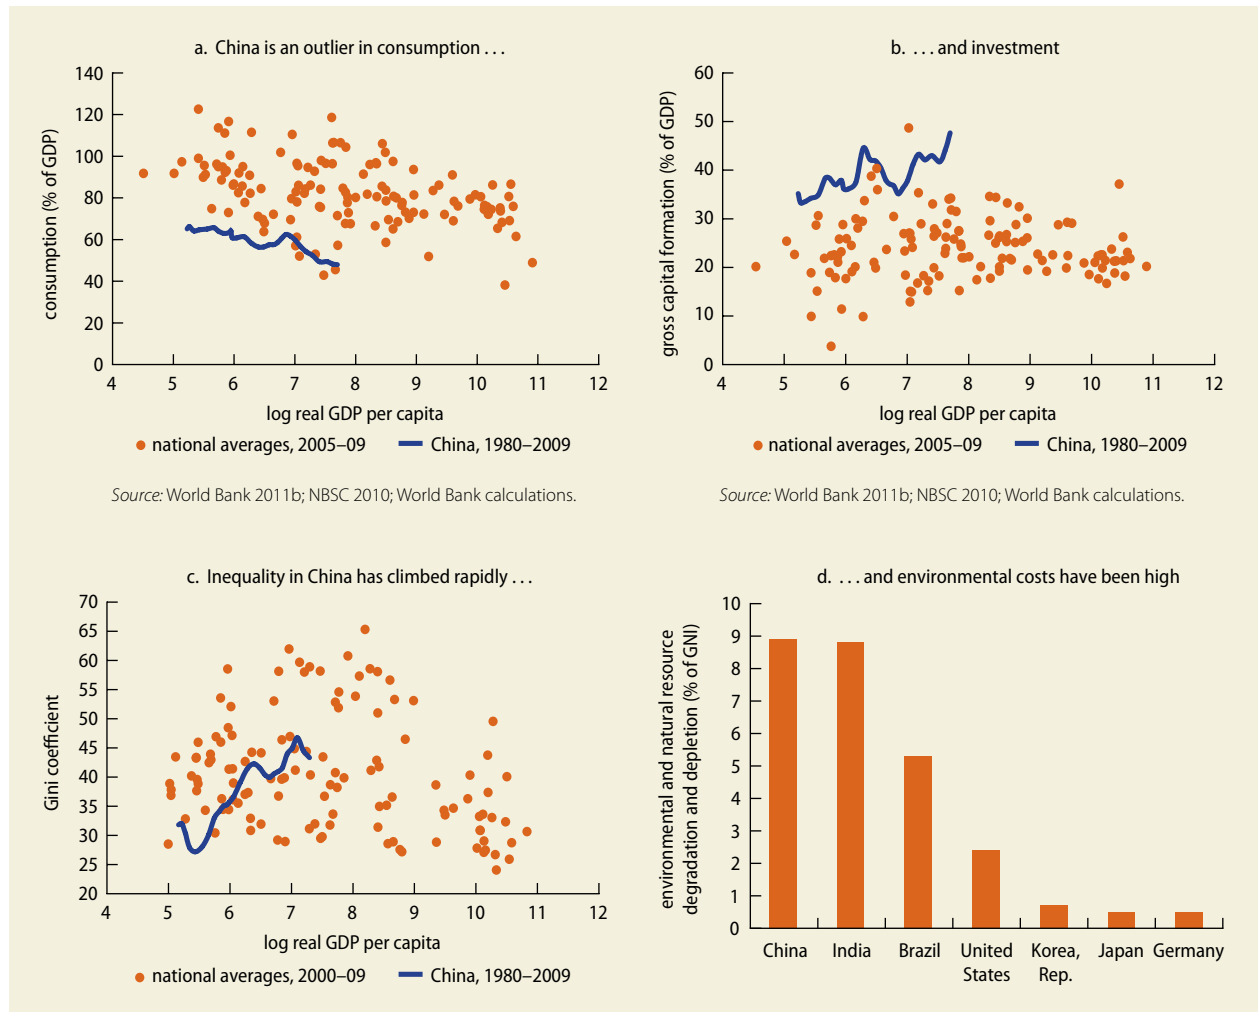 a. China is an outlier in consumption . . .
140
120
100
80
60
40
20
0
consumption (% of GDP)
4 5 6 7 8 9 10 11 12
log real GDP per capita
national averages, 2005–09 China, 1980–2009
Source: World Bank 2011b; NBSC 2010; World Bank calculations.
b. . . . and investment
60
50
40
30
20
10
0
gross capital formation (% of GDP)
4 5 6 7 8 9 10 11 12
log real GDP per capita
national averages, 2005–09 China, 1980–2009
Source: World Bank 2011b; NBSC 2010; World Bank calculations.
c. Inequality in China has climbed rapidly . . .
70
65
60
55
50
45
40
35
30
25
20
Gini coefficient
4 5 6 7 8 9 10 11 12
log real GDP per capita
national averages, 2000–09 China, 1980–2009
d. . . . and environmental costs have been high
10
9
8
7
6
5
4
3
2
1
0
environmental and natural resource
degradation and depletion (% of GNI)
China India Brazil United Korea, Japan Germany
States Rep.